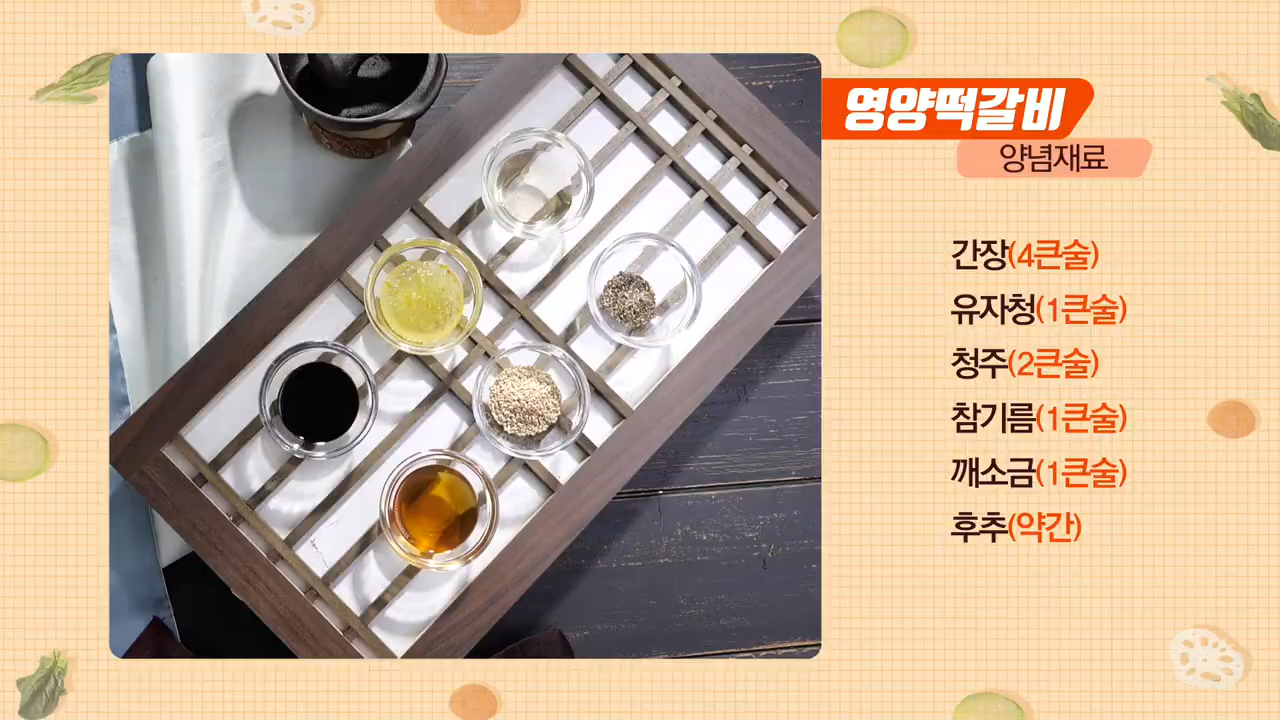 영양떡갈비
양념재료
간장(4큰술)
유자청(1큰술)
청주(2큰술)
참기름(1큰술)
깨소금(1큰술)
후추(약간)